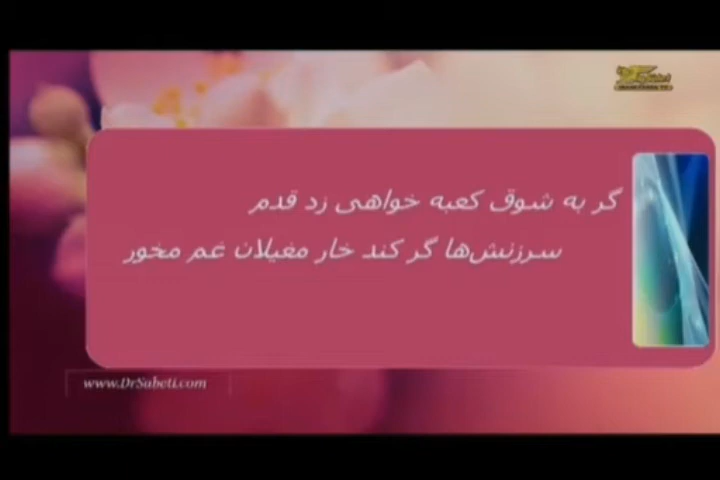 گر به شوق کعبه خواهی زد قدم
سرزنش‌ها گر کند خار مغیلان غم مخور
www.DrSabeti.com